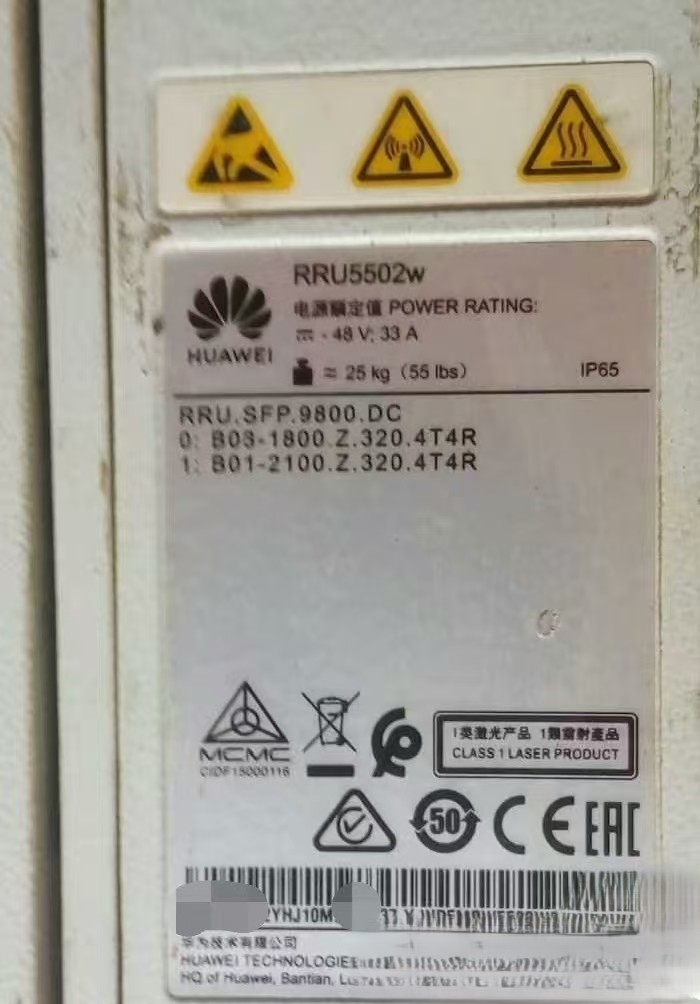 RRU5502w
电源额定值 POWER RATING:
⎓ - 48 V; 33 A
≈ 25 kg (55 lbs)
IP65
HUAWEI
RRU.SFP.9800.DC
0: B03-1800.Z.320.4T4R
1: B01-2100.Z.320.4T4R
MCMC
CIDF15000116
1类激光产品 1類雷射產品
CLASS 1 LASER PRODUCT
50
CE EAC
YHJ10M
华为技术有限公司
HUAWEI TECHNOLOGIES
HQ of Huawei, Bantian,